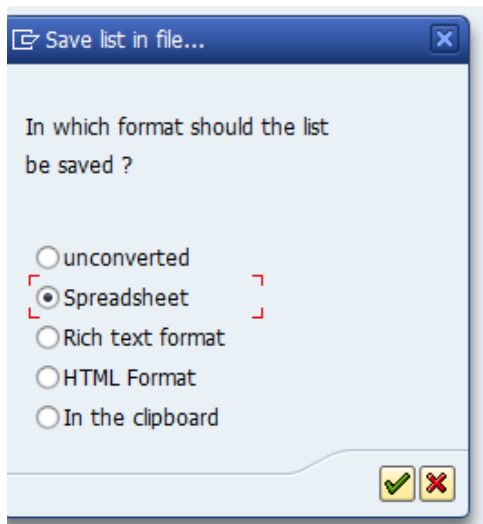 Save list in file...
In which format should the list
be saved ?
unconverted
Spreadsheet
Rich text format
HTML Format
In the clipboard